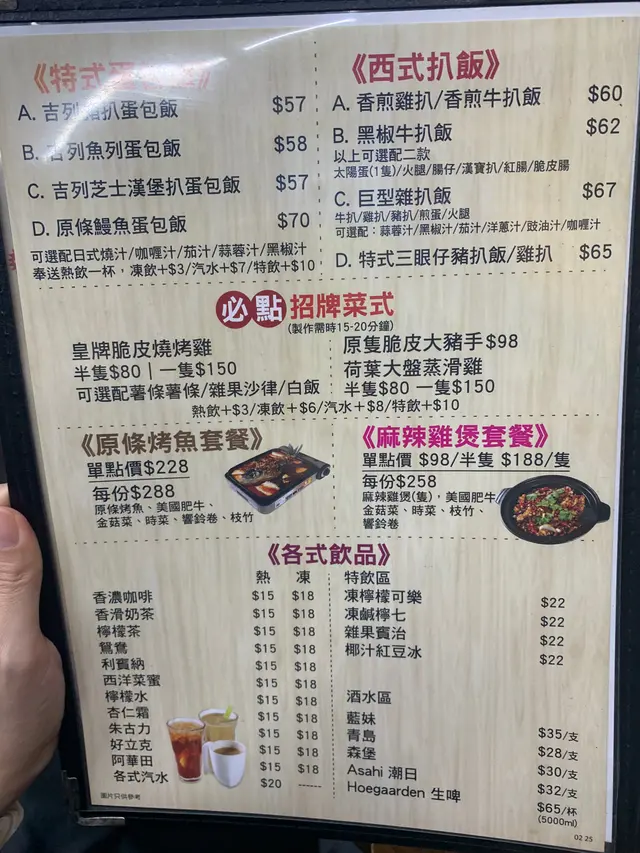 《特式蛋
A. 吉列豬扒蛋包飯 $57
B. 吉列魚列蛋包飯 $58
C. 吉列芝士漢堡扒蛋包飯 $57
D. 原條鰻魚蛋包飯 $70
可選配日式燒汁/咖喱汁/茄汁/蒜蓉汁/黑椒汁
奉送熱飲一杯，凍飲+$3/汽水+$7/特飲+$10
《西式扒飯》
A. 香煎雞扒/香煎牛扒飯 $60
B. 黑椒牛扒飯 $62
以上可選配二款
太陽蛋(1隻)/火腿/腸仔/漢寶扒/紅腸/脆皮腸
C. 巨型雜扒飯 $67
牛扒/雞扒/豬扒/煎蛋/火腿
可選配：蒜蓉汁/黑椒汁/茄汁/洋蔥汁/豉油汁/咖喱汁
D. 特式三眼仔豬扒飯/雞扒 $65
必點招牌菜式
(製作需時15-20分鐘)
皇牌脆皮燒烤雞
半隻$80 | 一隻$150
可選配薯條薯條/雜果沙律/白飯
原隻脆皮大豬手$98
荷葉大盤蒸滑雞
半隻$80 一隻$150
熱飲+$3/凍飲+$6/汽水+$8/特飲+$10
《原條烤魚套餐》
單點價$228
每份$288
原條烤魚、美國肥牛、
金菇菜、時菜、響鈴卷、枝竹
《麻辣雞煲套餐》
單點價 $98/半隻 $188/隻
每份$258
麻辣雞煲(隻)，美國肥牛
金菇菜、時菜、枝竹、
響鈴卷
《各式飲品》
熱 凍
香濃咖啡 $15 $18
香滑奶茶 $15 $18
檸檬茶 $15 $18
鴛鴦 $15 $18
利賓納 $15 $18
西洋菜蜜 $15 $18
檸檬水 $15 $18
杏仁霜 $15 $18
朱古力 $15 $18
好立克 $15 $18
阿華田 $15 $18
各式汽水 $20 ------
圖片只供參考
特飲區
凍檸檬可樂 $22
凍鹹檸七 $22
雜果賓治 $22
椰汁紅豆冰 $22
酒水區
藍妹 $35/支
青島 $28/支
森堡 $30/支
Asahi 潮日 $32/支
Hoegaarden 生啤 $65/杯
(5000ml)
02 25